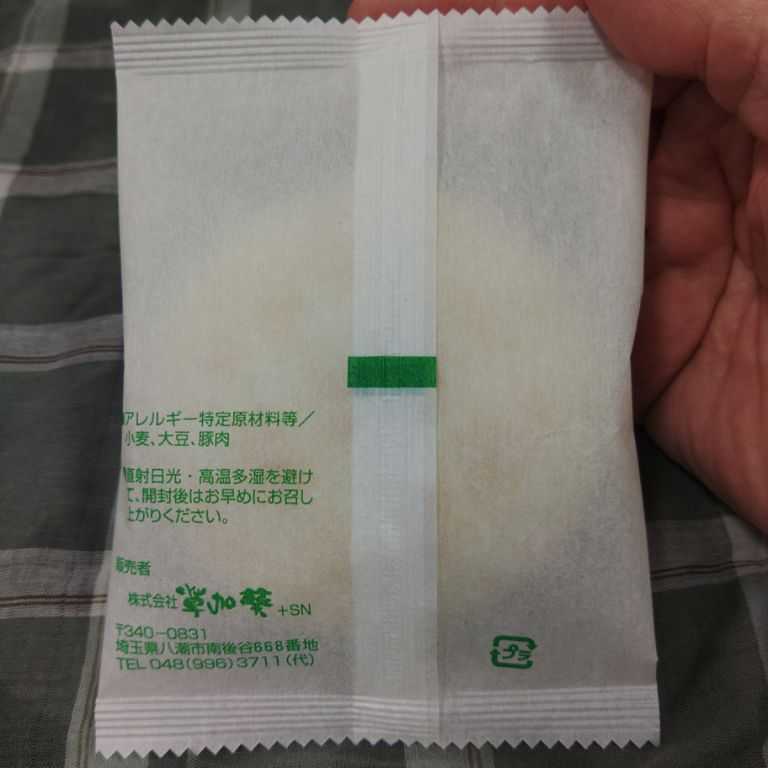 アレルギー特定原材料等／
小麦、大豆、豚肉
直射日光・高温多湿を避け
て、開封後はお早めにお召し
上がりください。
販売者
株式会社 +SN
〒340-0831
埼玉県八潮市南後谷668番地
TEL 048(996)3711(代)
プラ